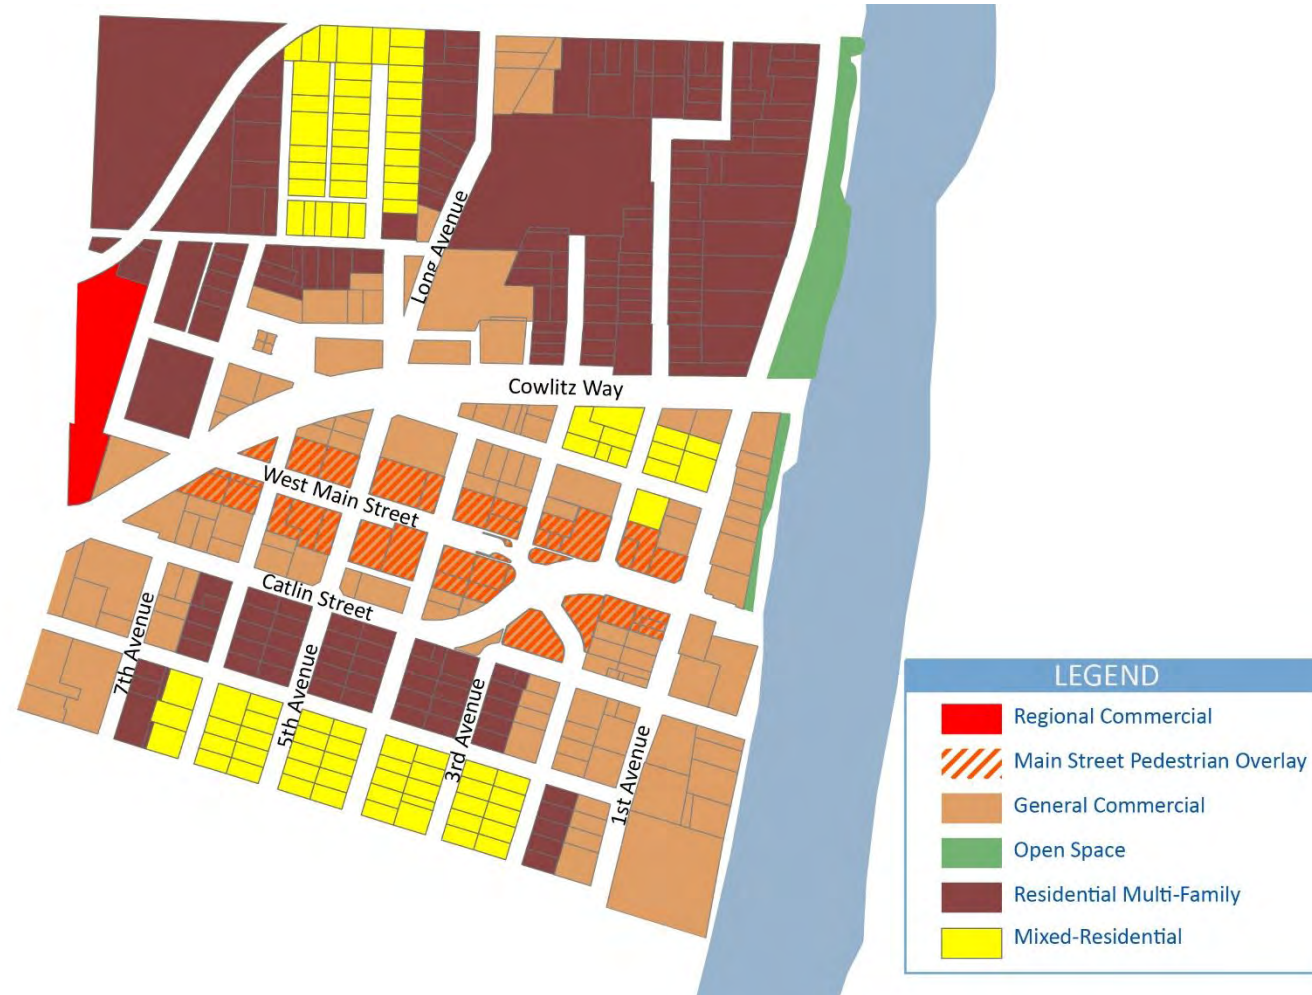 Long Avenue
Cowlitz Way
West Main Street
Catlin Street
7th Avenue
5th Avenue
3rd Avenue
1st Avenue
LEGEND
Regional Commercial
Main Street Pedestrian Overlay
General Commercial
Open Space
Residential Multi-Family
Mixed-Residential